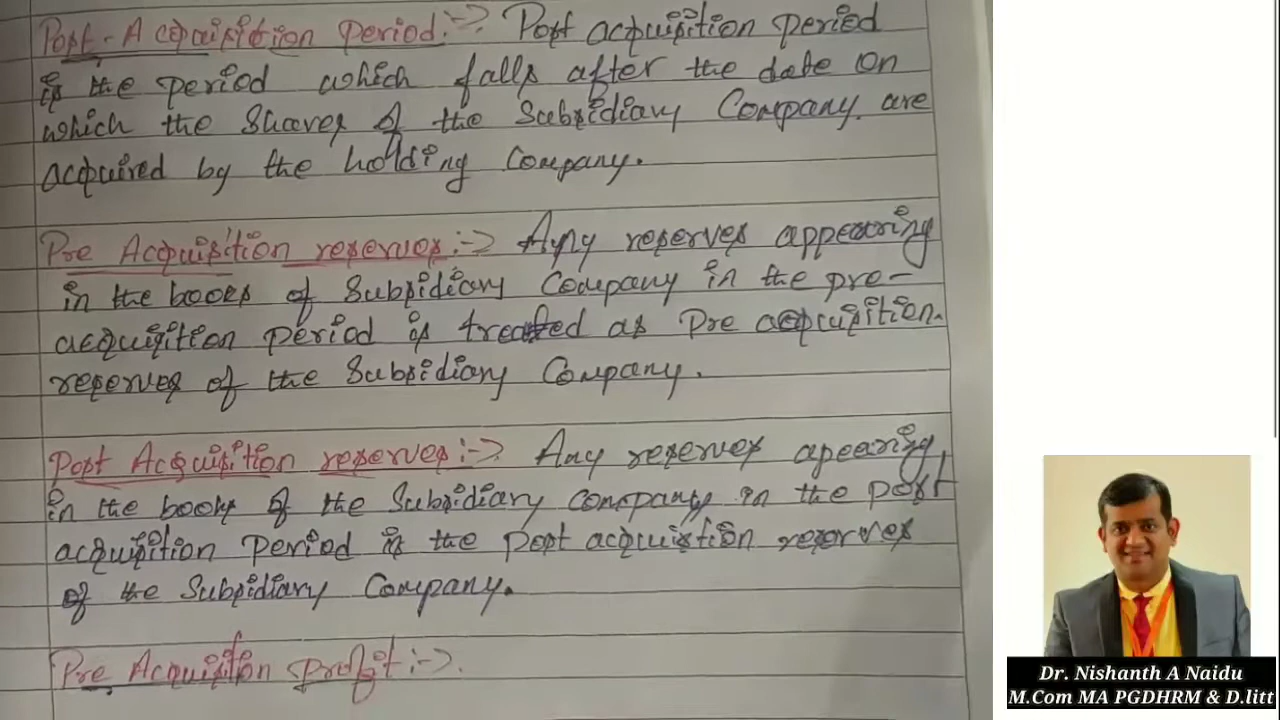 Post-Acquisition period:-> Post acquisition period
is the period which falls after the date on
which the Shares of the Subsidiary Company are
acquired by the holding Company.
Pre Acquisition reserves:-> Any reserves appearing
in the books of Subsidiary Company in the pre-
acquisition period is treated as Pre acquisition.
reserves of the Subsidiary Company.
Post Acquisition reserves:-> Any reserves apearing
in the books of the Subsidiary company in the post
acquisition period is the post acquisition reserves
of the Subsidiary Company.
Pre Acquisiton profit:->.
Dr. Nishanth A Naidu
M.Com MA PGDHRM & D.litt